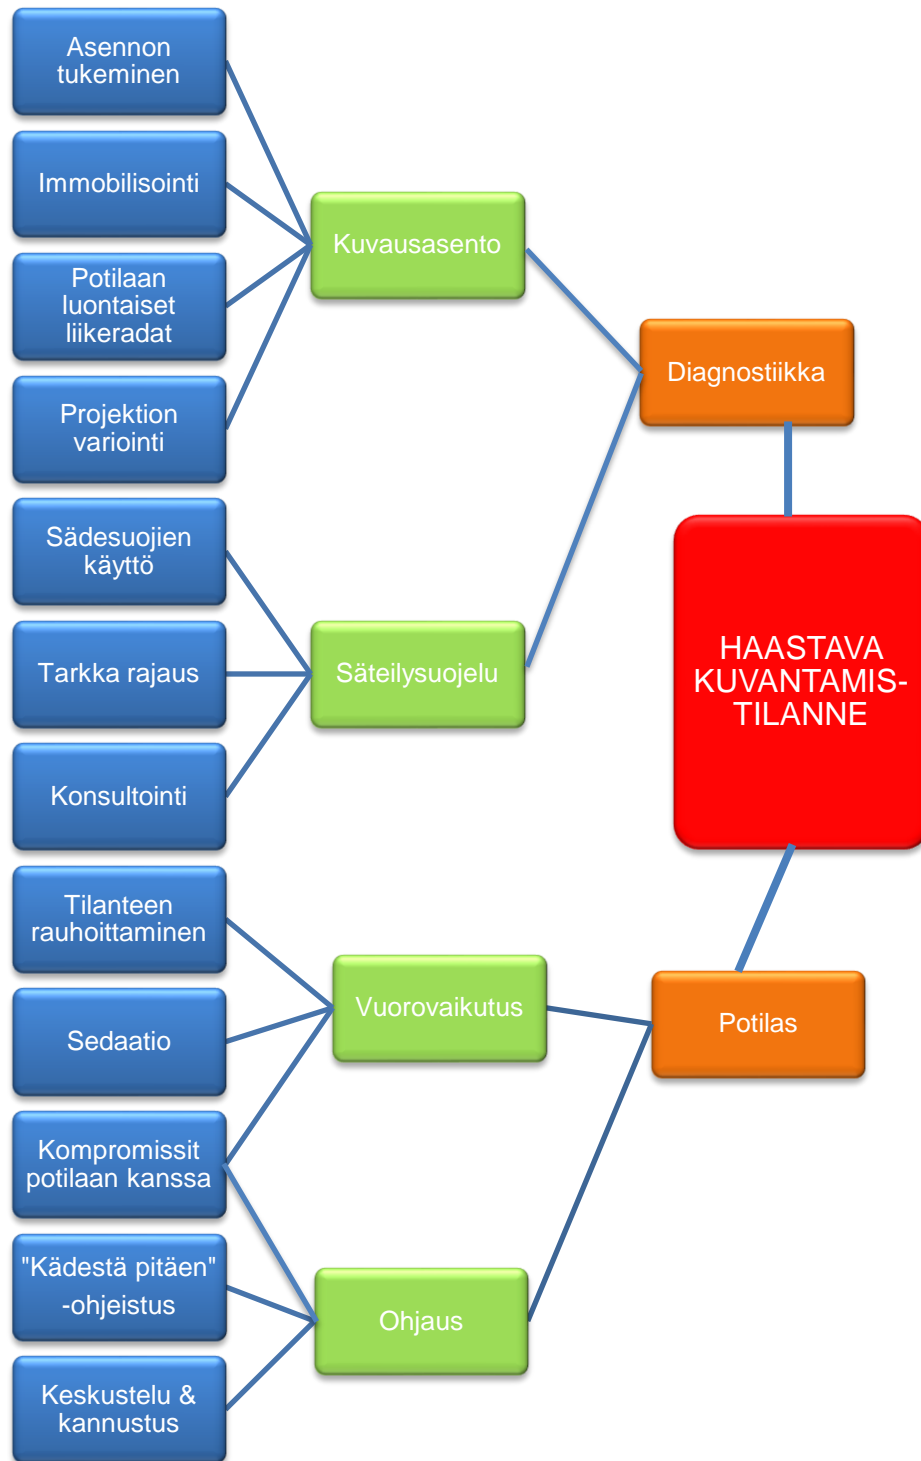 Asennon
tukeminen
Immobilisointi
Potilaan
luontaiset
liikeradat
Projektion
variointi
Sädesuojien
käyttö
Tarkka rajaus
Konsultointi
Tilanteen
rauhoittaminen
Sedaatio
Kompromissit
potilaan kanssa
"Kädestä pitäen"
-ohjeistus
Keskustelu &
kannustus
Kuvausasento
Säteilysuojelu
Vuorovaikutus
Ohjaus
Diagnostiikka
Potilas
HAASTAVA
KUVANTAMIS-
TILANNE